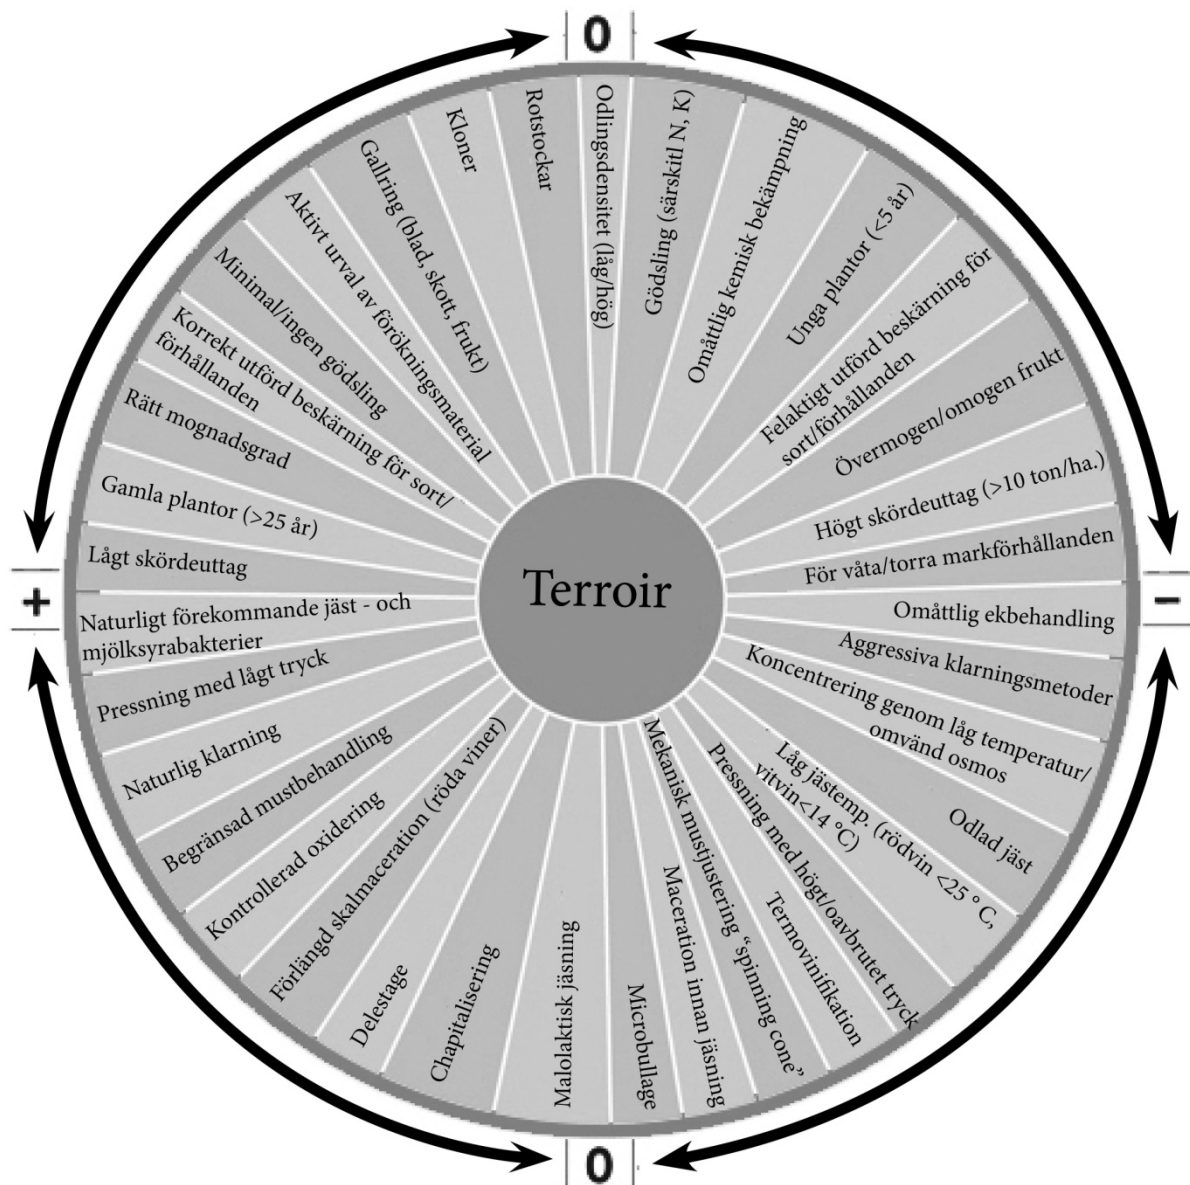 0
Odlingsdensitet (låg/hög)
Gödsling (särskitl N, K)
Omåttlig kemisk bekämpning
Unga plantor (<5 år)
Felaktigt utförd beskärning för
sort/förhållanden
Övermogen/omogen frukt
Högt skördeuttag (>10 ton/ha.)
För våta/torra markförhållanden
-
Omåttlig ekbehandling
Aggressiva klarningsmetoder
Koncentrering genom låg temperatur/
omvänd osmos
Odlad jäst
Låg jästemp. (rödvin <25 °C,
vitvin<14 °C)
Pressning med högt/oavbrutet tryck
Termovinifikation
Mekanisk mustjustering “spinning cone”
Maceration innan jäsning
Microbullage
0
Malolaktisk jäsning
Chapitalisering
Delestage
Förlängd skalmaceration (röda viner)
Kontrollerad oxidering
Begränsad mustbehandling
Naturlig klarning
Pressning med lågt tryck
Naturligt förekommande jäst - och
mjölksyrabakterier
+
Lågt skördeuttag
Gamla plantor (>25 år)
Rätt mognadsgrad
Korrekt utförd beskärning för sort/
förhållanden
Minimal/ingen gödsling
Aktivt urval av förökningsmaterial
Gallring (blad, skott, frukt)
Kloner
Rotstockar
Terroir